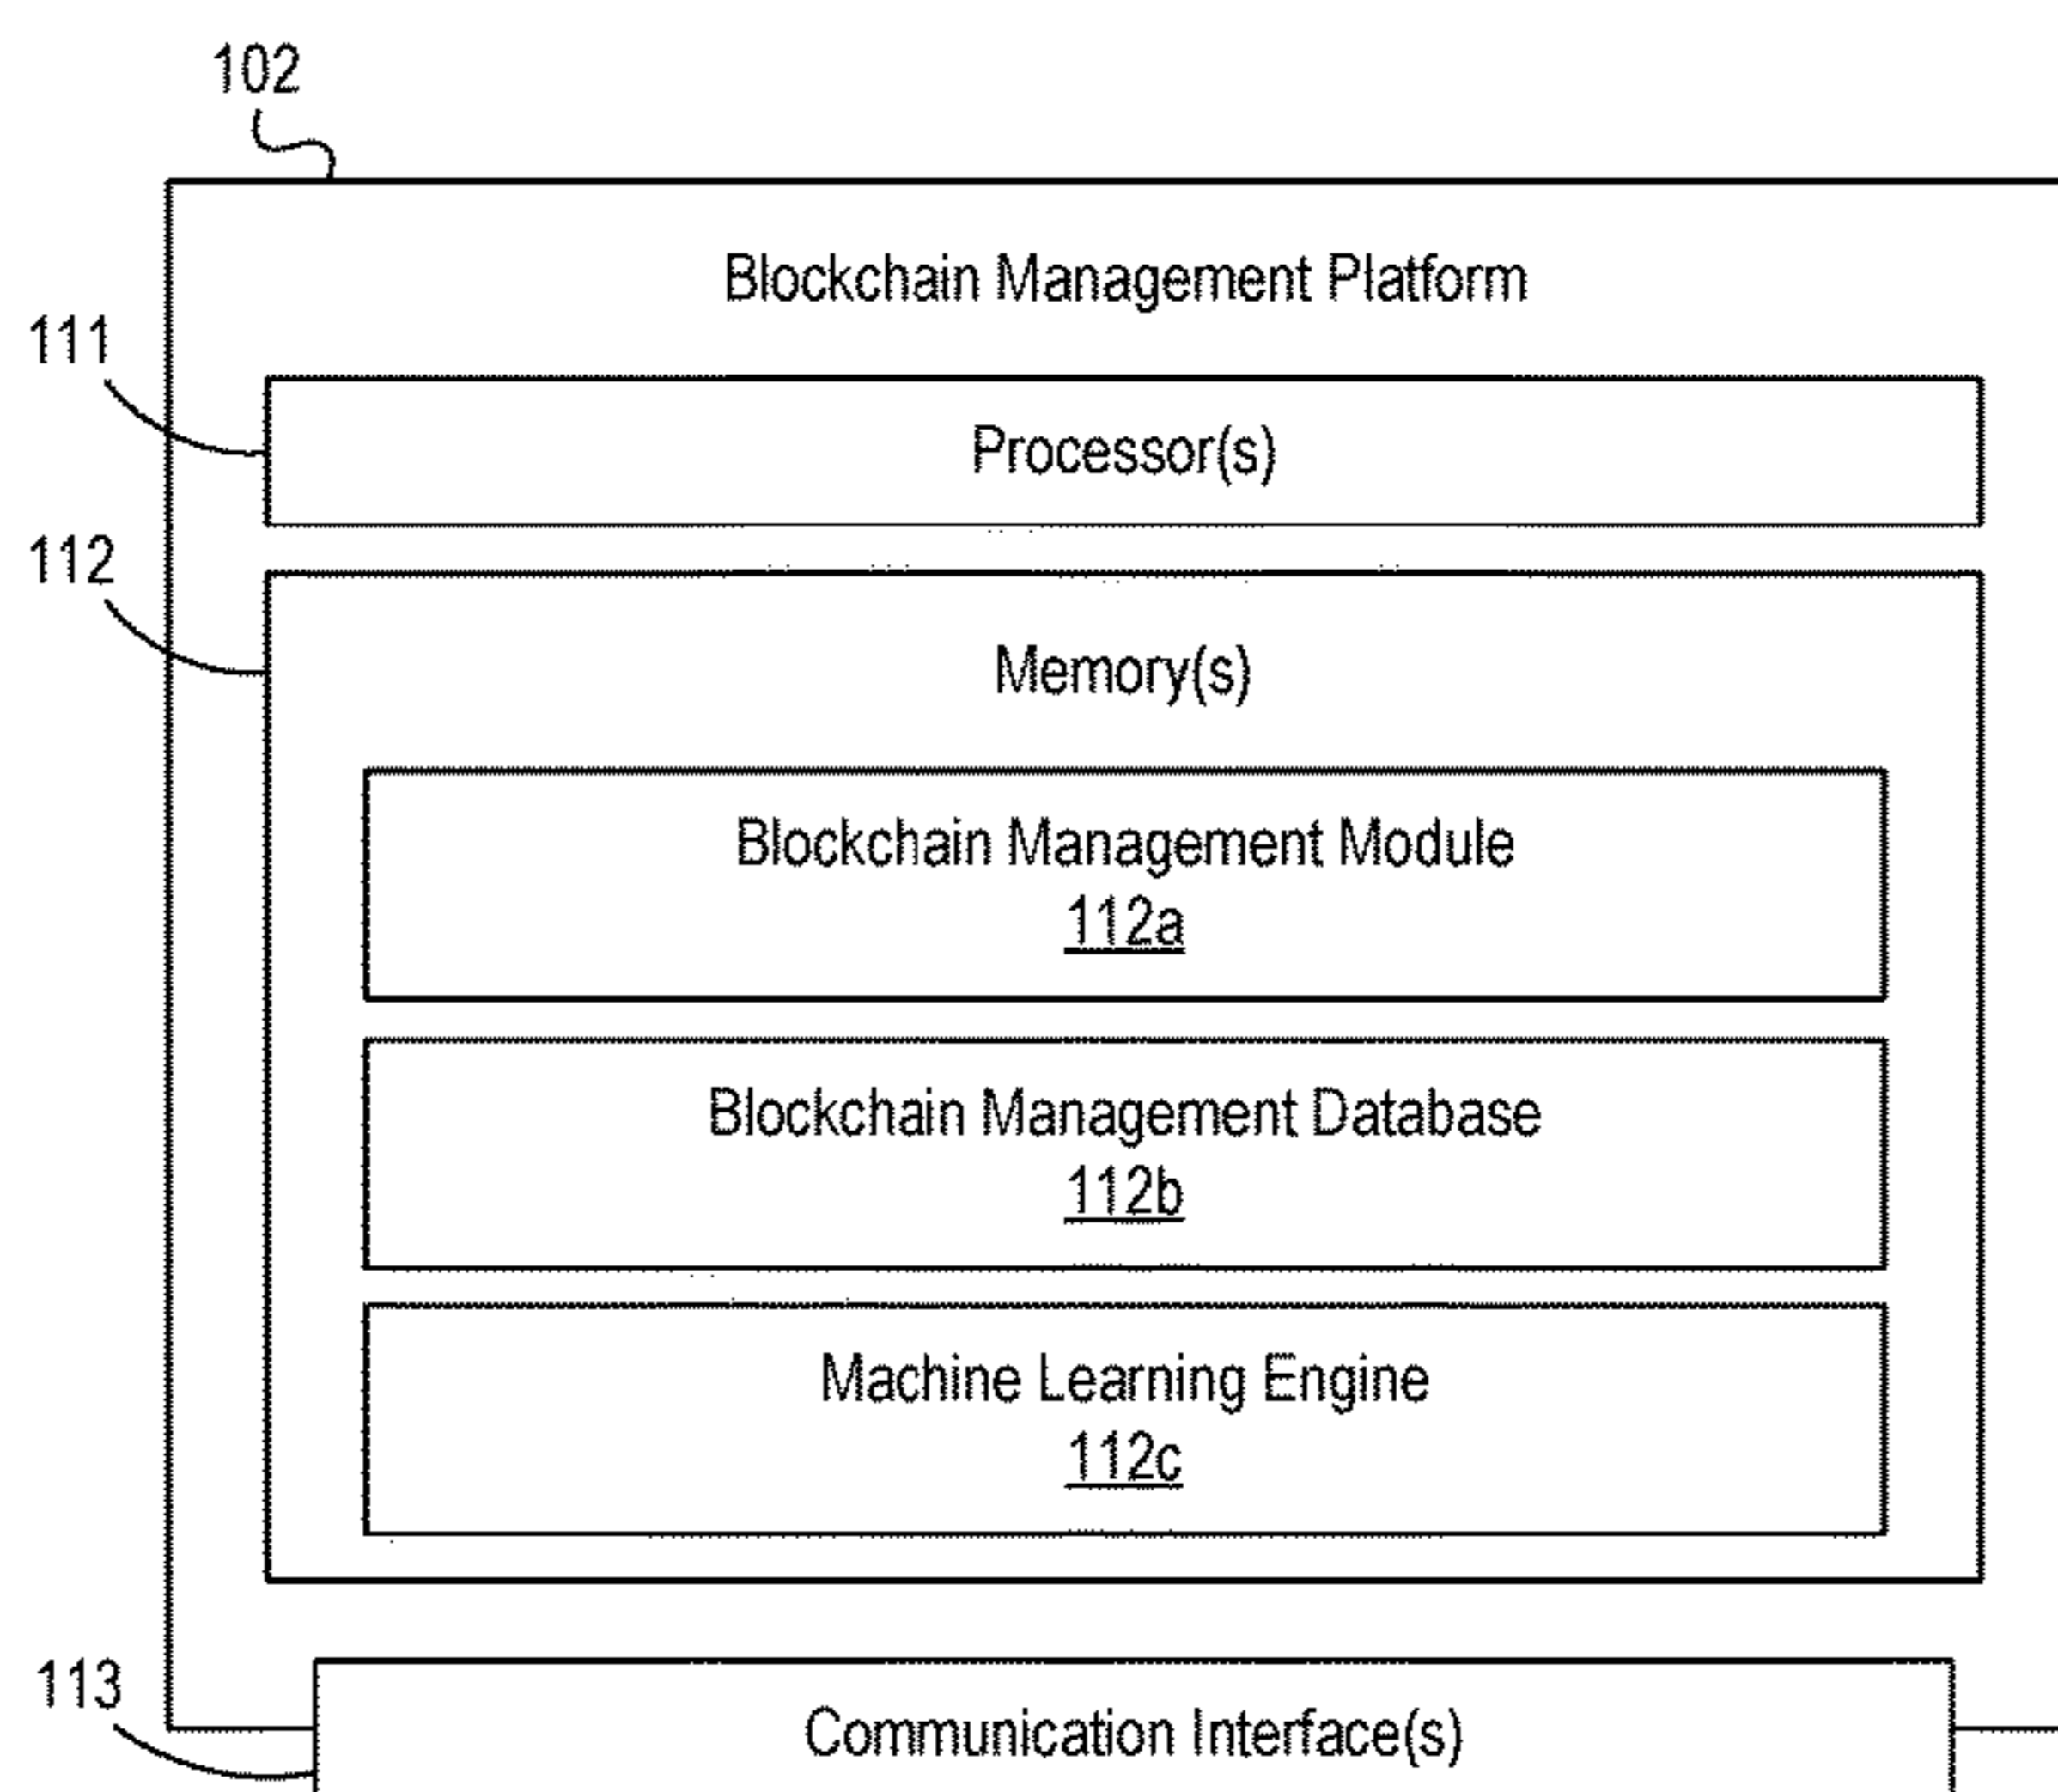 102
Blockchain Management Platform
111
Processor(s)
112
Memory(s)
Blockchain Management Module
112a
Blockchain Management Database
112b
Machine Learning Engine
112c
113
Communication Interface(s)